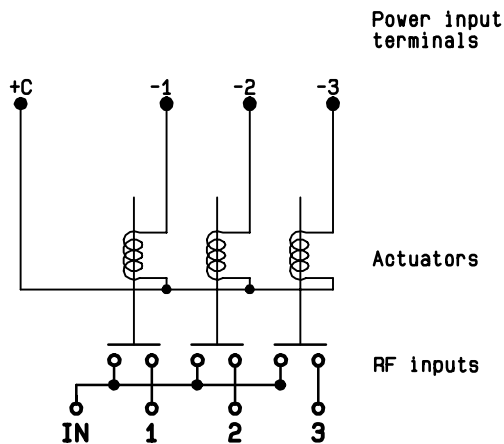 Power input
terminals
+C -1 -2 -3
Actuators
RF inputs
IN 1 2 3